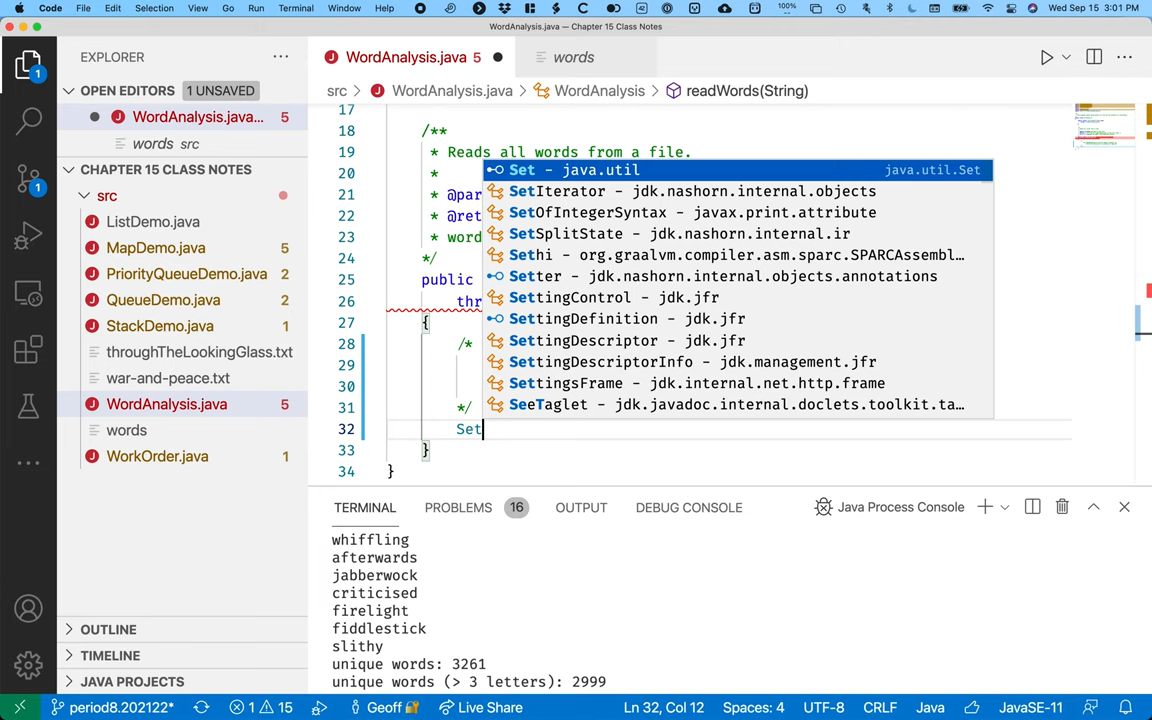 Code File Edit Selection View Go Run Terminal Window Help 100% Wed Sep 15 3:01 PM
WordAnalysis.java — Chapter 15 Class Notes
EXPLORER
OPEN EDITORS 1 UNSAVED
WordAnalysis.java... 5
words src
CHAPTER 15 CLASS NOTES
src
ListDemo.java
MapDemo.java 5
PriorityQueueDemo.java 2
QueueDemo.java 2
StackDemo.java 1
throughTheLookingGlass.txt
war-and-peace.txt
WordAnalysis.java 5
words
WorkOrder.java 1
OUTLINE
TIMELINE
JAVA PROJECTS
WordAnalysis.java 5
words
src > WordAnalysis.java > WordAnalysis > readWords(String)
17
18 /**
19 * Reads all words from a file.
20 *
21 * @par
22 * @ret
23 * word
24 */
25 public
26 thr
27 {
28 /*
29
30
31 */
32 Set
33 }
34 }
Set - java.util java.util.Set
SetIterator - jdk.nashorn.internal.objects
SetOfIntegerSyntax - javax.print.attribute
SetSplitState - jdk.nashorn.internal.ir
Sethi - org.graalvm.compiler.asm.sparc.SPARCAssembl…
Setter - jdk.nashorn.internal.objects.annotations
SettingControl - jdk.jfr
SettingDefinition - jdk.jfr
SettingDescriptor - jdk.jfr
SettingDescriptorInfo - jdk.management.jfr
SettingsFrame - jdk.internal.net.http.frame
SeeTaglet - jdk.javadoc.internal.doclets.toolkit.ta…
TERMINAL PROBLEMS 16 OUTPUT DEBUG CONSOLE Java Process Console
whiffling
afterwards
jabberwock
criticised
firelight
fiddlestick
slithy
unique words: 3261
unique words (> 3 letters): 2999
period8.202122* 1 15 Geoff Live Share Ln 32, Col 12 Spaces: 4 UTF-8 CRLF Java JavaSE-11